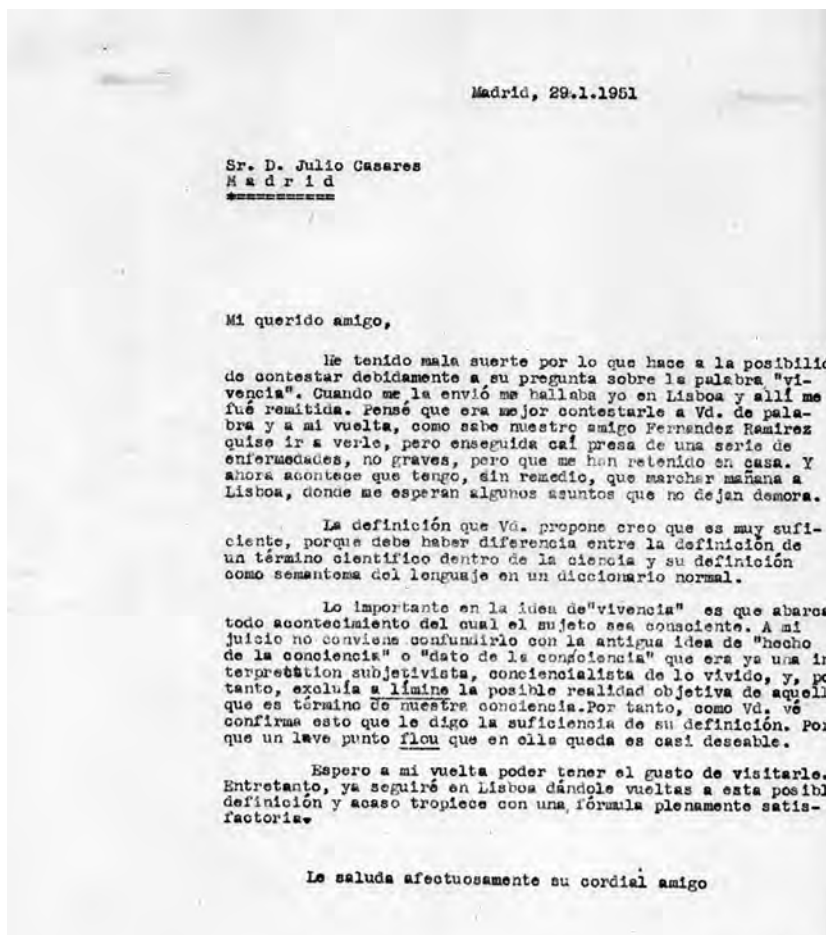 Madrid, 29.1.1951
Sr. D. Julio Casares
M a d r i d
*==========
Mi querido amigo,
He tenido mala suerte por lo que hace a la posibilid
de contestar debidamente a su pregunta sobre la palabra "vi-
vencia". Cuando me la envió me hallaba yo en Lisboa y allí me
fué remitida. Pensé que era mejor contestarle a Vd. de pala-
bra y a mi vuelta, como sabe nuestro amigo Fernandez Ramirez
quise ir a verle, pero enseguida caí presa de una serie de
enfermedades, no graves, pero que me han retenido en casa. Y
ahora acontece que tengo, sin remedio, que marchar mañana a
Lisboa, donde me esperan algunos asuntos que no dejan demora.
La definición que Vd. propone creo que es muy sufi-
ciente, porque debe haber diferencia entre la definición de
un término científico dentro de la ciencia y su definición
como semantema del lenguaje en un diccionario normal.
Lo importante en la idea de"vivencia" es que abarca
todo acontecimiento del cual el sujeto sea consciente. A mi
juicio no conviene confundirlo con la antigua idea de "hecho
de la conciencia" o "dato de la conciencia" que era ya una in
terpretation subjetivista, conciencialista de lo vivido, y, po
tanto, excluía a límine la posible realidad objetiva de aquell
que es término de nuestra conciencia.Por tanto, como Vd. vé
confirma esto que le digo la suficiencia de su definición. Por
que un leve punto flou que en ella queda es casi deseable.
Espero a mi vuelta poder tener el gusto de visitarle.
Entretanto, ya seguiré en Lisboa dándole vueltas a esta posibl
definición y acaso tropiece con una fórmula plenamente satis-
factoria.
Le saluda afectuosamente su cordial amigo